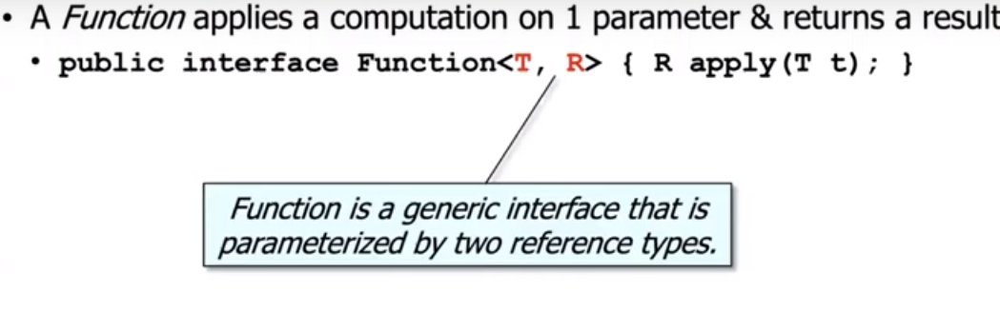 • A Function applies a computation on 1 parameter & returns a result
• public interface Function<T, R> { R apply(T t); }
Function is a generic interface that is
parameterized by two reference types.